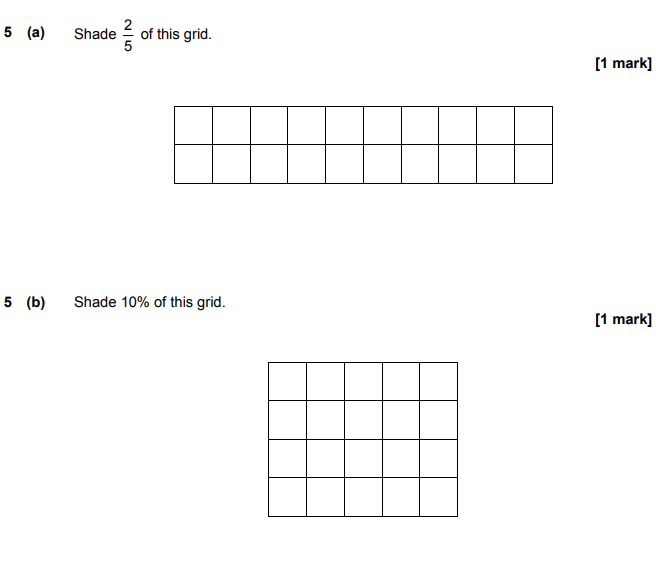 5 (a) Shade 2/5 of this grid.
[1 mark]
5 (b) Shade 10% of this grid.
[1 mark]